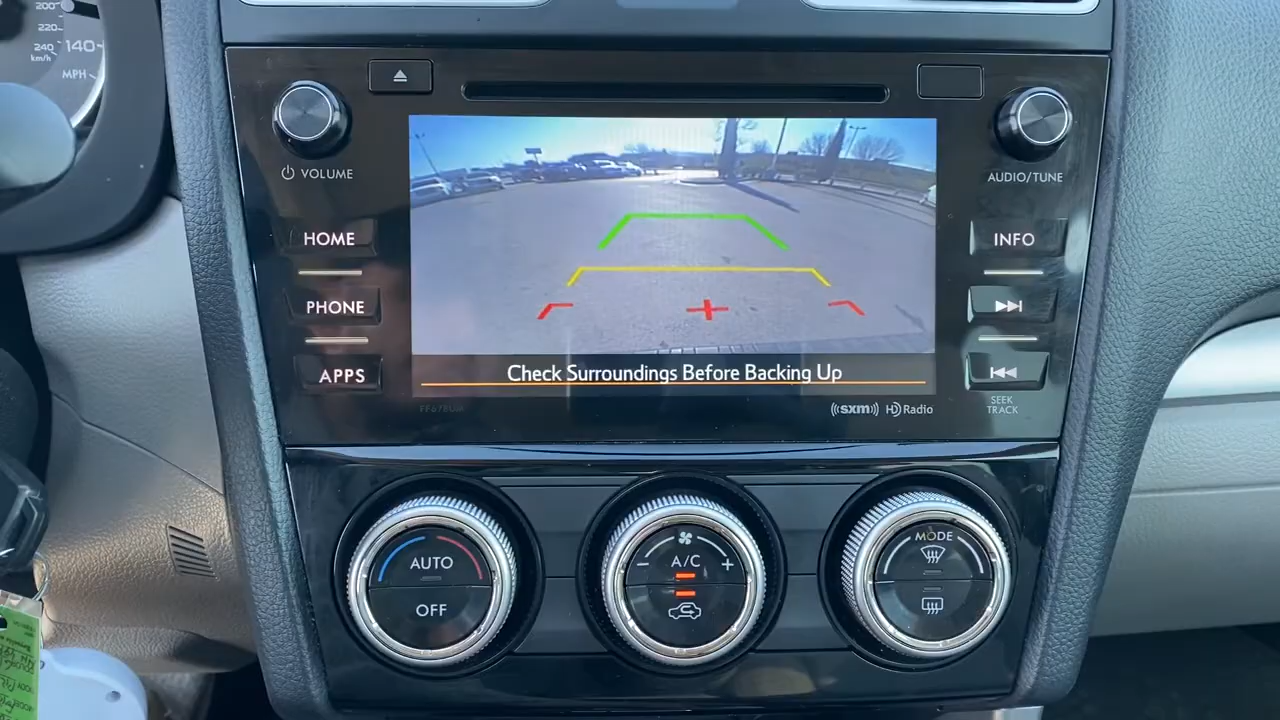 200
220
240
km/h
140
MPH
VOLUME
AUDIO/TUNE
HOME
INFO
PHONE
APPS
Check Surroundings Before Backing Up
((sxm)) HD Radio
SEEK
TRACK
AUTO
OFF
A/C
- +
MODE